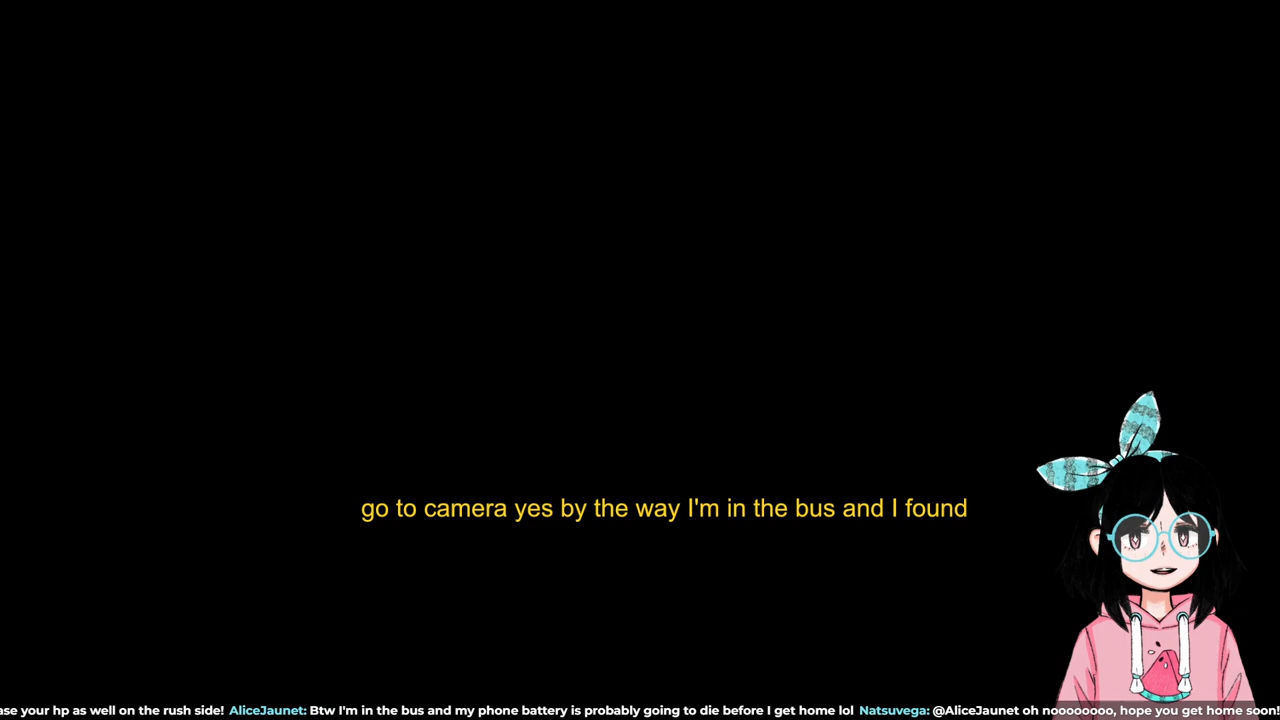 go to camera yes by the way I'm in the bus and I found
ase your hp as well on the rush side! AliceJaunet: Btw I'm in the bus and my phone battery is probably going to die before I get home lol Natsuvega: @AliceJaunet oh noooooooo, hope you get home soon!